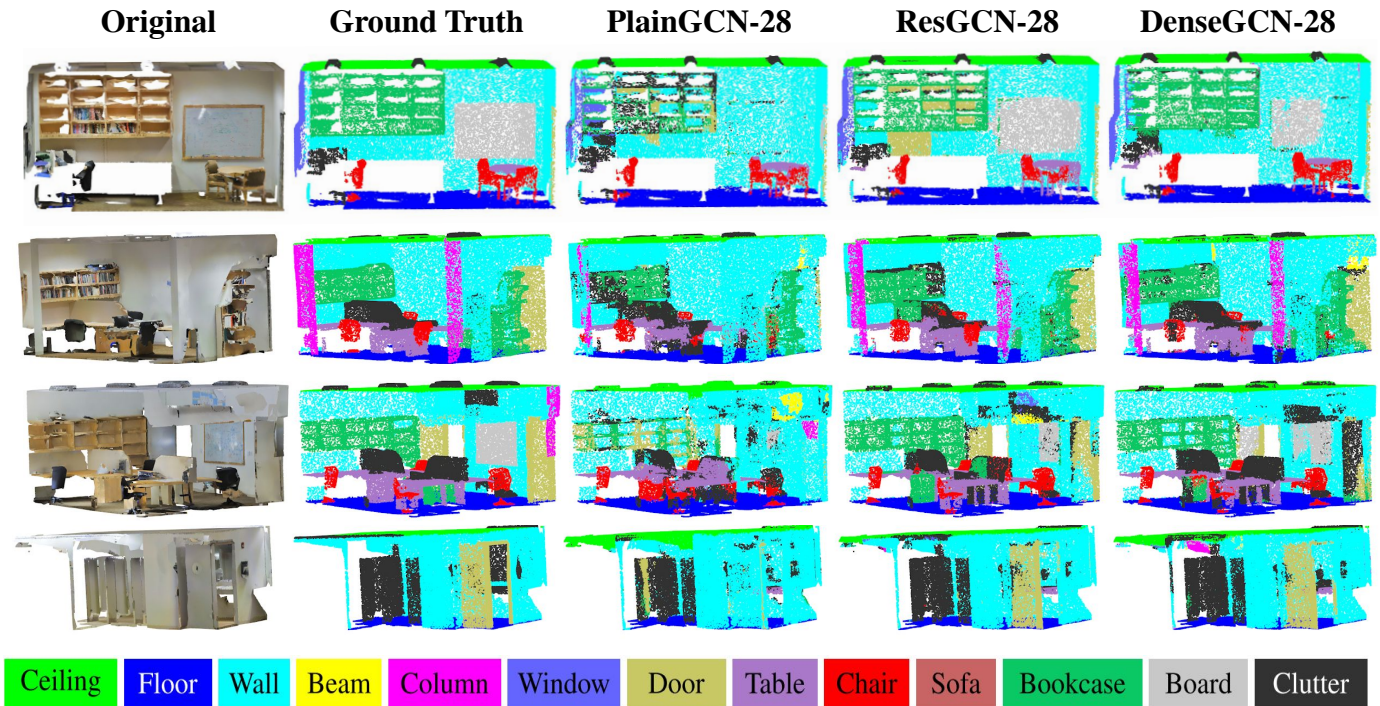 Original Ground Truth PlainGCN-28 ResGCN-28 DenseGCN-28
Ceiling Floor Wall Beam Column Window Door Table Chair Sofa Bookcase Board Clutter